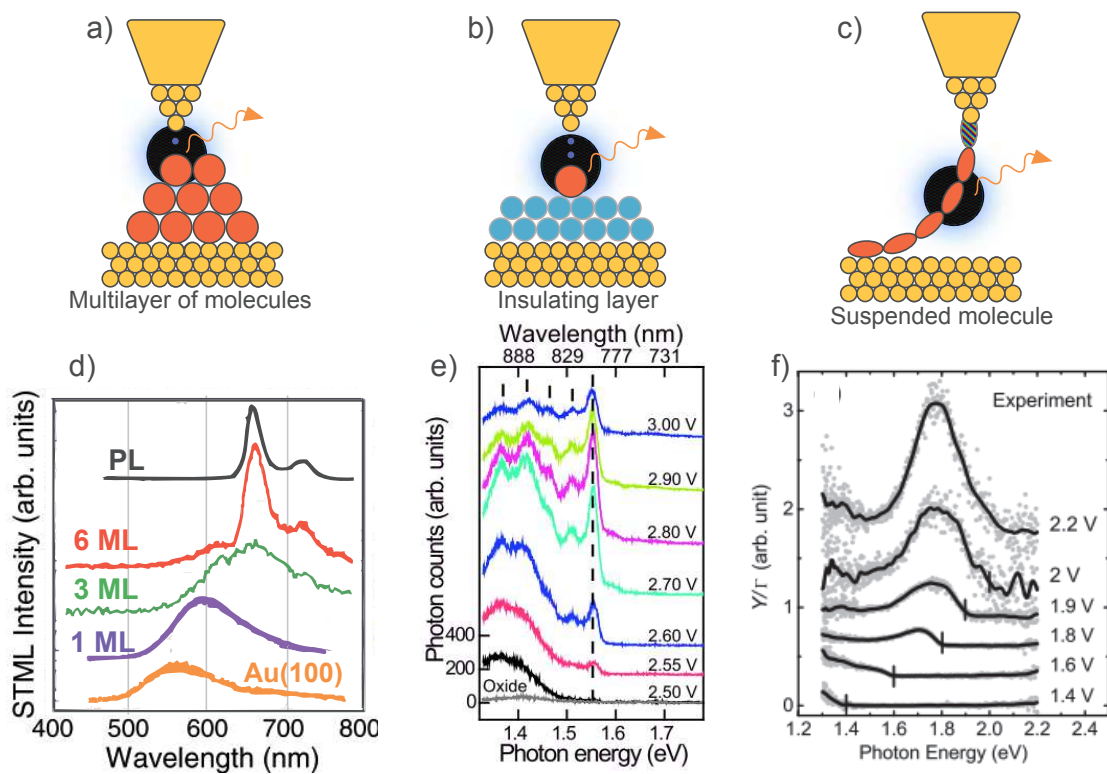 a)
b)
c)
Multilayer of molecules
Insulating layer
Suspended molecule
d)
STML Intensity (arb. units)
PL
6 ML
3 ML
1 ML
Au(100)
400 500 600 700 800
Wavelength (nm)
e)
Wavelength (nm)
888 829 777 731
Photon counts (arb. units)
3.00 V
2.90 V
2.80 V
2.70 V
2.60 V
2.55 V
2.50 V
400
200
0
Oxide
1.4 1.5 1.6 1.7
Photon energy (eV)
f)
Experiment
Y/Γ (arb. unit)
3
2
1
0
2.2 V
2 V
1.9 V
1.8 V
1.6 V
1.4 V
1.2 1.4 1.6 1.8 2.0 2.2
Photon Energy (eV)